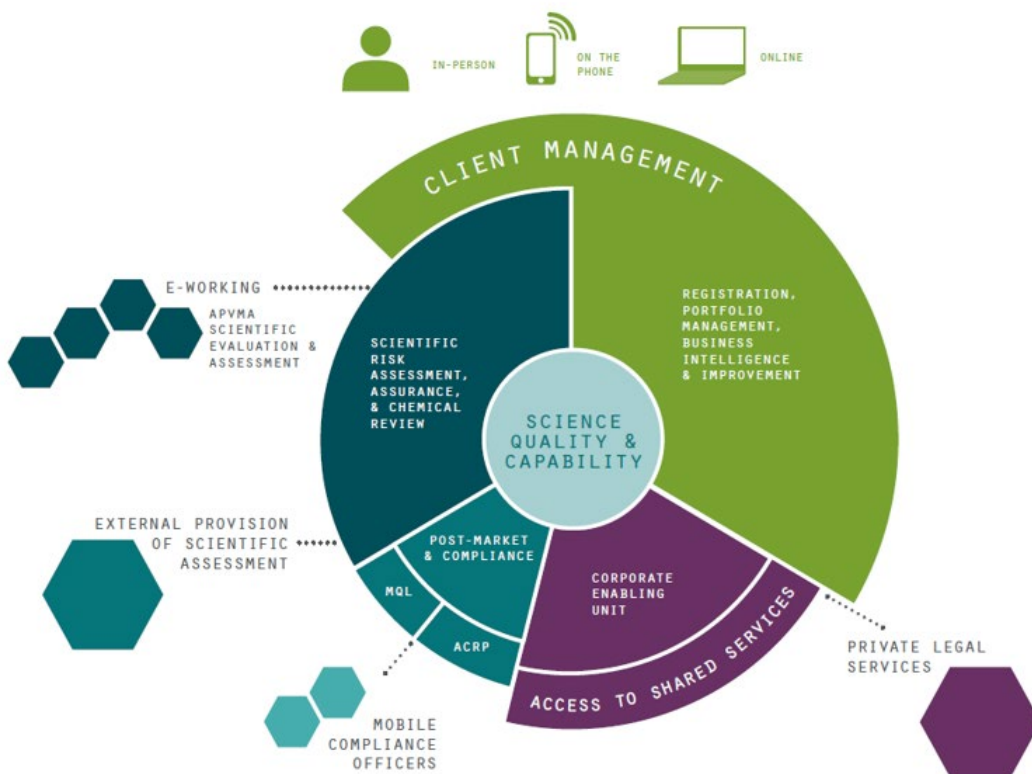 IN-PERSON
ON THE
PHONE
ONLINE
CLIENT MANAGEMENT
E-WORKING
APVMA
SCIENTIFIC
EVALUATION &
ASSESSMENT
SCIENTIFIC
RISK
ASSESSMENT,
ASSURANCE,
& CHEMICAL
REVIEW
REGISTRATION,
PORTFOLIO
MANAGEMENT,
BUSINESS
INTELLIGENCE
& IMPROVEMENT
SCIENCE
QUALITY &
CAPABILITY
EXTERNAL PROVISION
OF SCIENTIFIC
ASSESSMENT
POST-MARKET
& COMPLIANCE
MQL
ACRP
CORPORATE
ENABLING
UNIT
ACCESS TO SHARED SERVICES
PRIVATE LEGAL
SERVICES
MOBILE
COMPLIANCE
OFFICERS